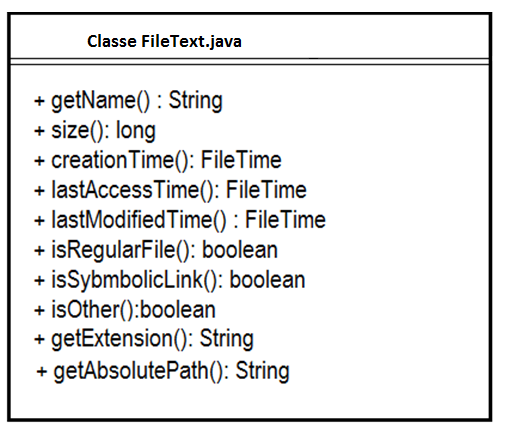 Classe FileText.java
+ getName() : String
+ size(): long
+ creationTime(): FileTime
+ lastAccessTime(): FileTime
+ lastModifiedTime() : FileTime
+ isRegularFile(): boolean
+ isSybmbolicLink(): boolean
+ isOther():boolean
+ getExtension(): String
+ getAbsolutePath(): String